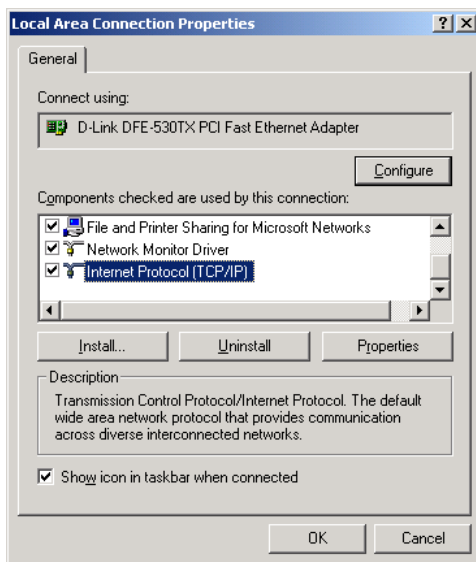 Local Area Connection Properties
General
Connect using:
D-Link DFE-530TX PCI Fast Ethernet Adapter
Configure
Components checked are used by this connection:
File and Printer Sharing for Microsoft Networks
Network Monitor Driver
Internet Protocol (TCP/IP)
Install... Uninstall Properties
Description
Transmission Control Protocol/Internet Protocol. The default
wide area network protocol that provides communication
across diverse interconnected networks.
Show icon in taskbar when connected
OK Cancel